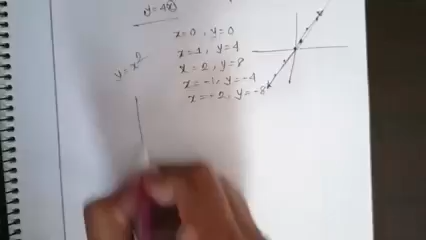 y=4x
x=0, y=0
x=1, y=4
x=2, y=8
x=-1, y=-4
x=-2, y=-8
y=x²